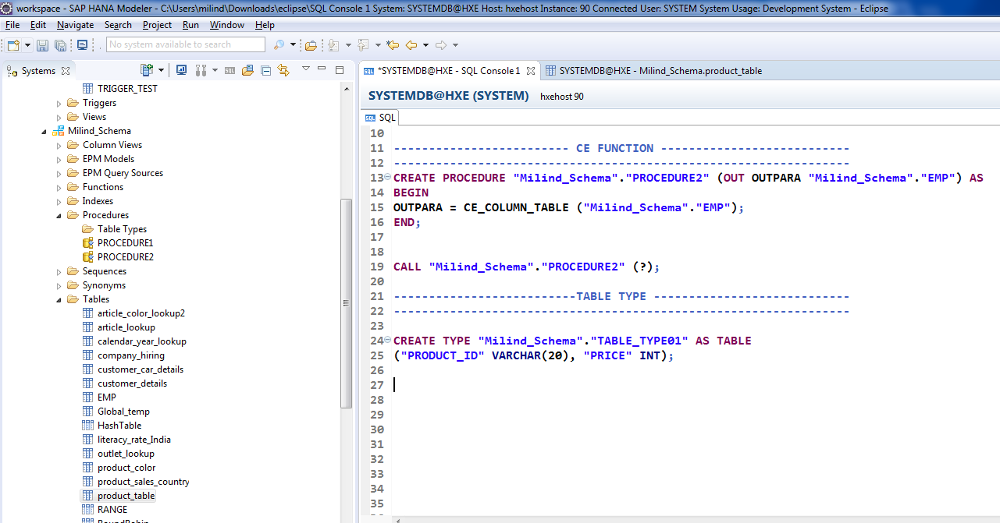 workspace - SAP HANA Modeler - C:\Users\milind\Downloads\eclipse\SQL Console 1 System: SYSTEMDB@HXE Host: hxehost Instance: 90 Connected User: SYSTEM System Usage: Development System - Eclipse
File Edit Navigate Search Project Run Window Help
No system available to search
Systems
TRIGGER_TEST
Triggers
Views
Milind_Schema
Column Views
EPM Models
EPM Query Sources
Functions
Indexes
Procedures
Table Types
PROCEDURE1
PROCEDURE2
Sequences
Synonyms
Tables
article_color_lookup2
article_lookup
calendar_year_lookup
company_hiring
customer_car_details
customer_details
EMP
Global_temp
HashTable
literacy_rate_India
outlet_lookup
product_color
product_sales_country
product_table
RANGE
RoundRobin
*SYSTEMDB@HXE - SQL Console 1 SYSTEMDB@HXE - Milind_Schema.product_table
SYSTEMDB@HXE (SYSTEM) hxehost 90
SQL SQL
10
11 ------------------------- CE FUNCTION ---------------------------
12 -----------------------------------------------------------------
13 CREATE PROCEDURE "Milind_Schema"."PROCEDURE2" (OUT OUTPARA "Milind_Schema"."EMP") AS
14 BEGIN
15 OUTPARA = CE_COLUMN_TABLE ("Milind_Schema"."EMP");
16 END;
17
18
19 CALL "Milind_Schema"."PROCEDURE2" (?);
20
21 --------------------------TABLE TYPE ----------------------------
22 -----------------------------------------------------------------
23
24 CREATE TYPE "Milind_Schema"."TABLE_TYPE01" AS TABLE
25 ("PRODUCT_ID" VARCHAR(20), "PRICE" INT);
26
27
28
29
30
31
32
33
34
35